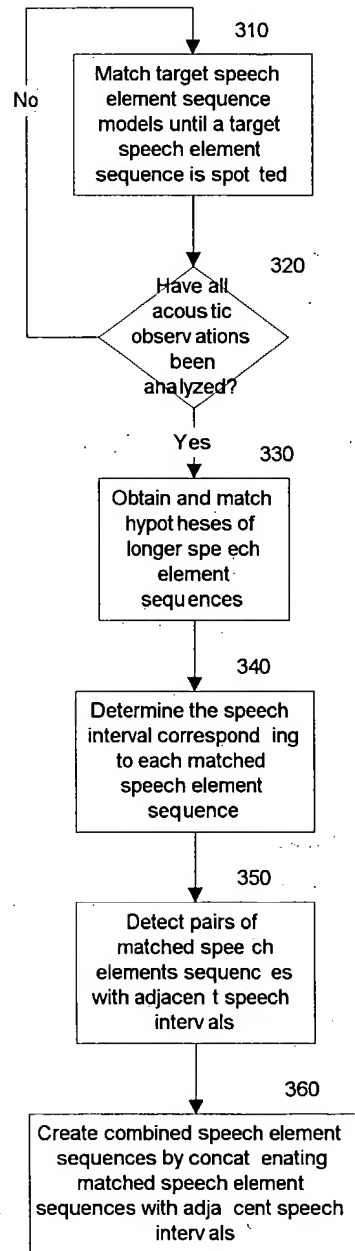 310
Match target speech
element sequence
models until a target
speech element
sequence is spot ted
No
320
Have all
acous tic
observ ations
been
analyzed?
Yes
330
Obtain and match
hypot heses of
longer spe ech
element
sequences
340
Determine the speech
interval correspond ing
to each matched
speech element
sequence
350
Detect pairs of
matched spee ch
elements sequenc es
with adjacen t speech
interv als
360
Create combined speech element
sequences by concat enating
matched speech element
sequences with adja cent speech
interv als